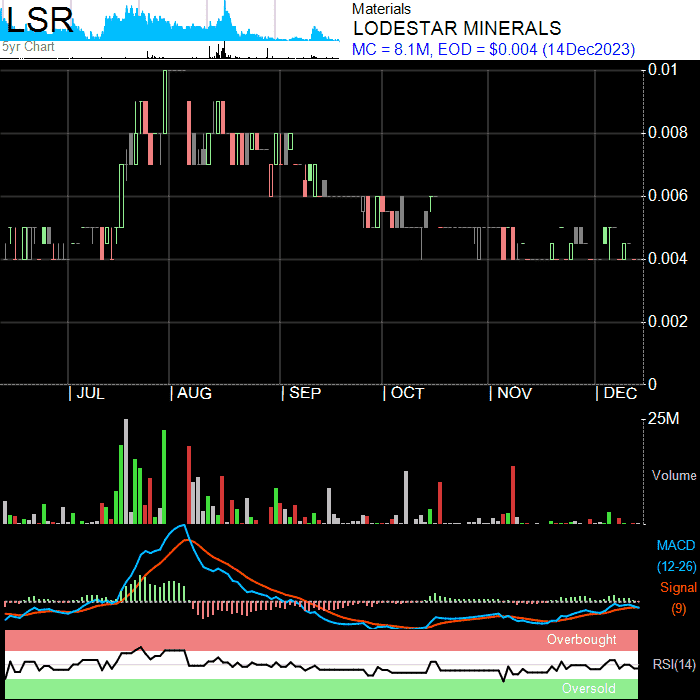 LSR
5yr Chart
Materials
LODESTAR MINERALS
MC = 8.1M, EOD = $0.004 (14Dec2023)
0.01
0.008
0.006
0.004
0.002
0
JUL AUG SEP OCT NOV DEC
25M
Volume
MACD
(12-26)
Signal
(9)
Overbought
RSI(14)
Oversold